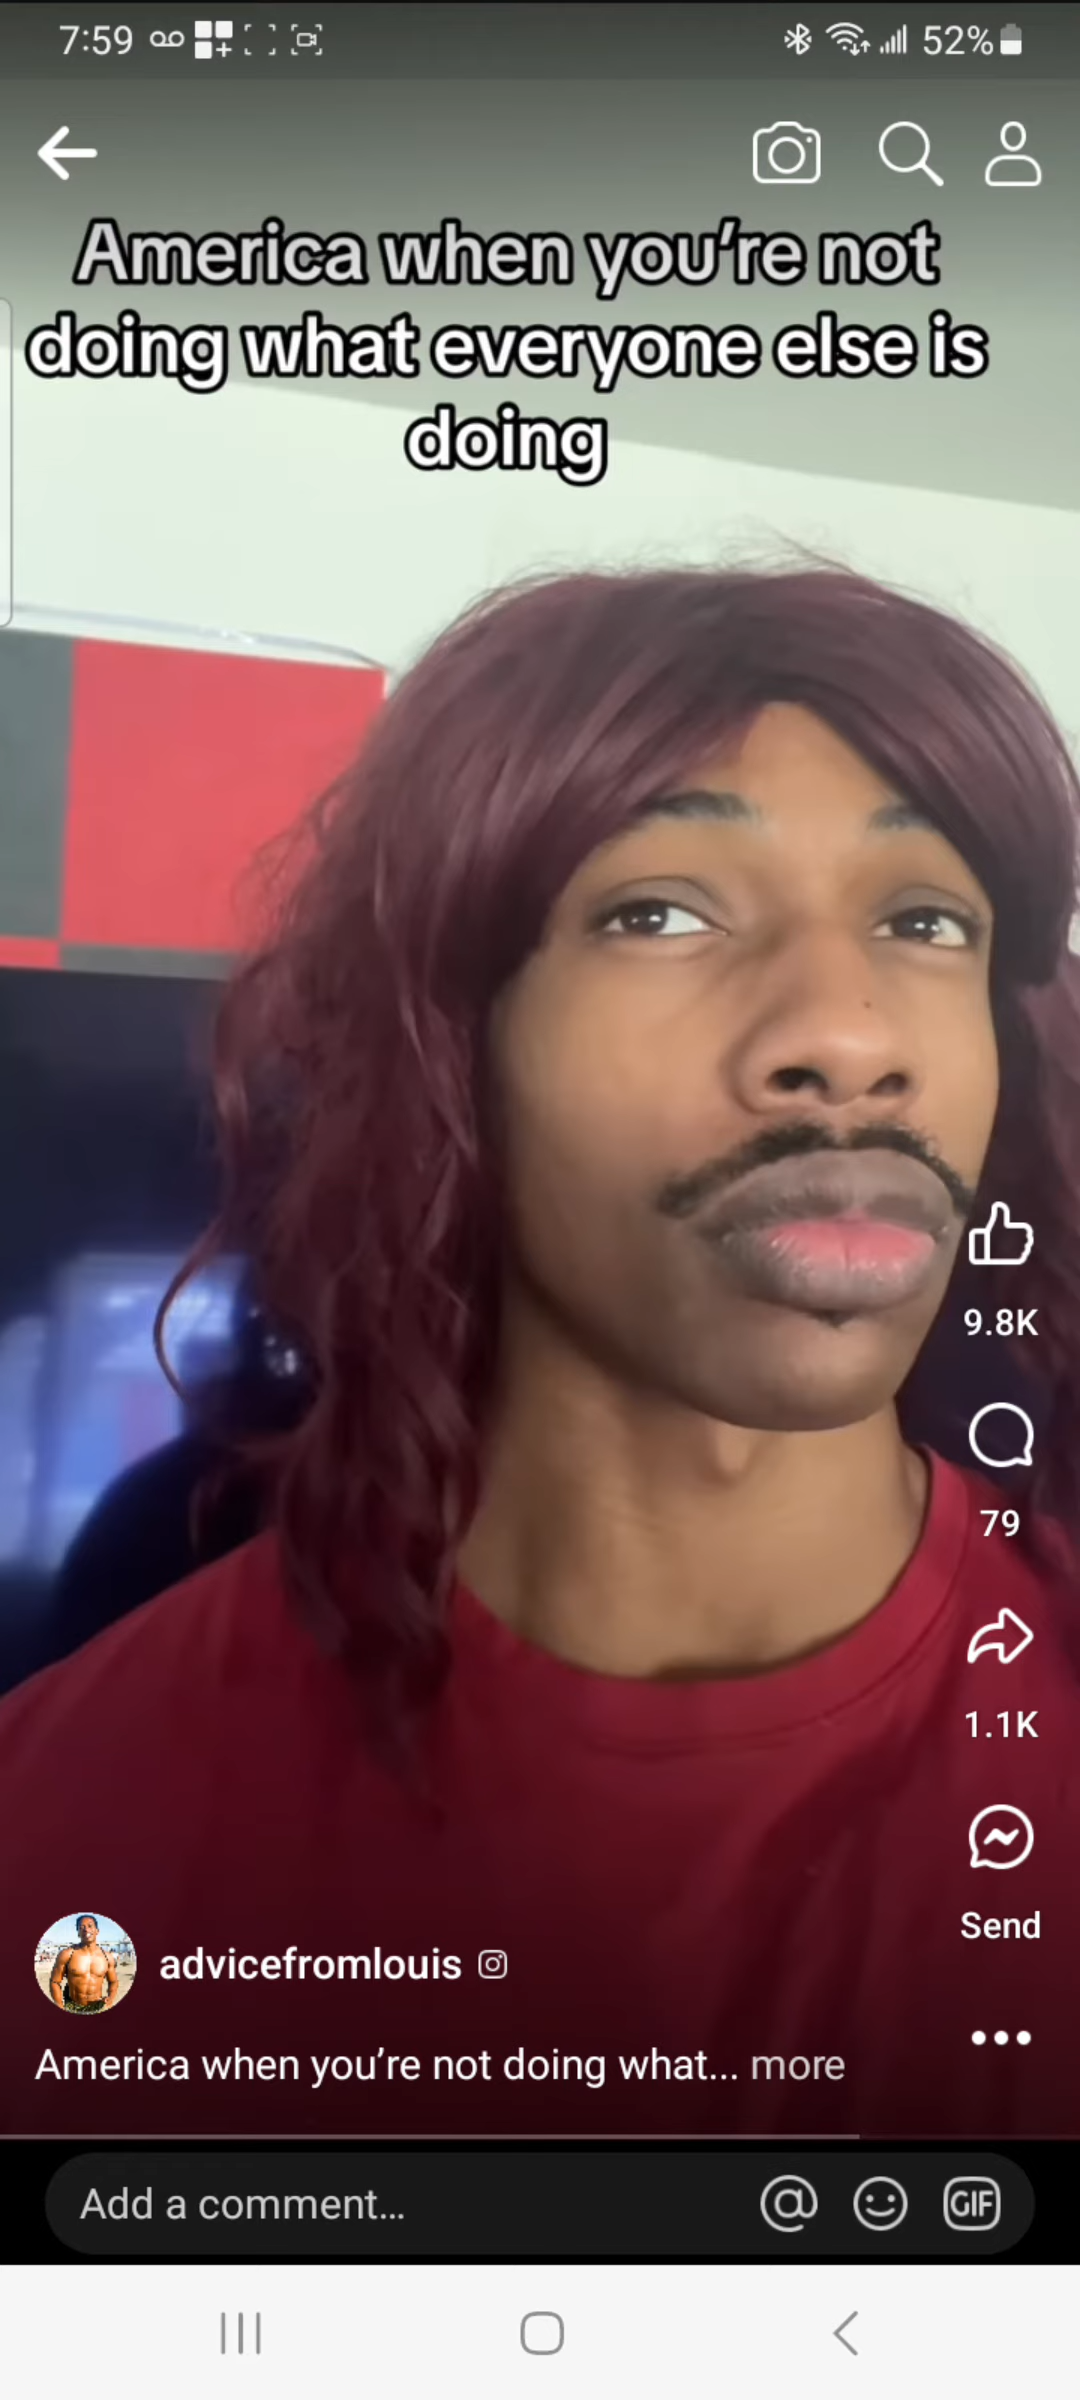 7:59
52%
America when you're not
doing what everyone else is
doing
9.8K
79
1.1K
Send
advicefromlouis
America when you're not doing what... more
Add a comment...
GIF